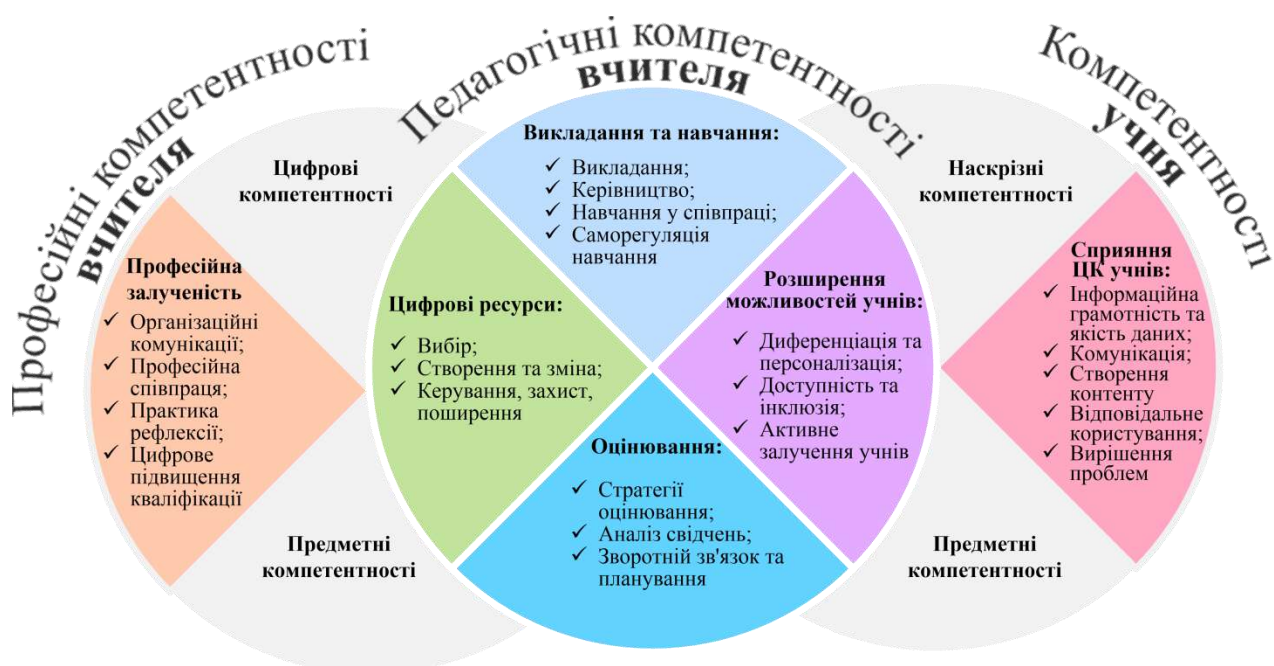 Професійні компетентності
вчителя
Педагогічні компетентності
вчителя
Компетентності
учня
Цифрові
компетентності
Професійна
залученість
✓ Організаційні
комунікації;
✓ Професійна
співпраця;
✓ Практика
рефлексії;
✓ Цифрове
підвищення
кваліфікації
Предметні
компетентності
Викладання та навчання:
✓ Викладання;
✓ Керівництво;
✓ Навчання у співпраці;
✓ Саморегуляція
навчання
Цифрові ресурси:
✓ Вибір;
✓ Створення та зміна;
✓ Керування, захист,
поширення
Розширення
можливостей учнів:
✓ Диференціація та
персоналізація;
✓ Доступність та
інклюзія;
✓ Активне
залучення учнів
Оцінювання:
✓ Стратегії
оцінювання;
✓ Аналіз свідчень;
✓ Зворотній зв'язок та
планування
Наскрізні
компетентності
Сприяння
ЦК учнів:
✓ Інформаційна
грамотність та
якість даних;
✓ Комунікація;
✓ Створення
контенту
✓ Відповідальне
користування;
✓ Вирішення
проблем
Предметні
компетентності